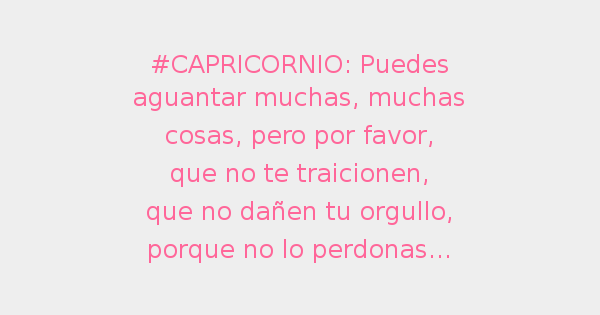 #CAPRICORNIO: Puedes
aguantar muchas, muchas
cosas, pero por favor,
que no te traicionen,
que no dañen tu orgullo,
porque no lo perdonas...